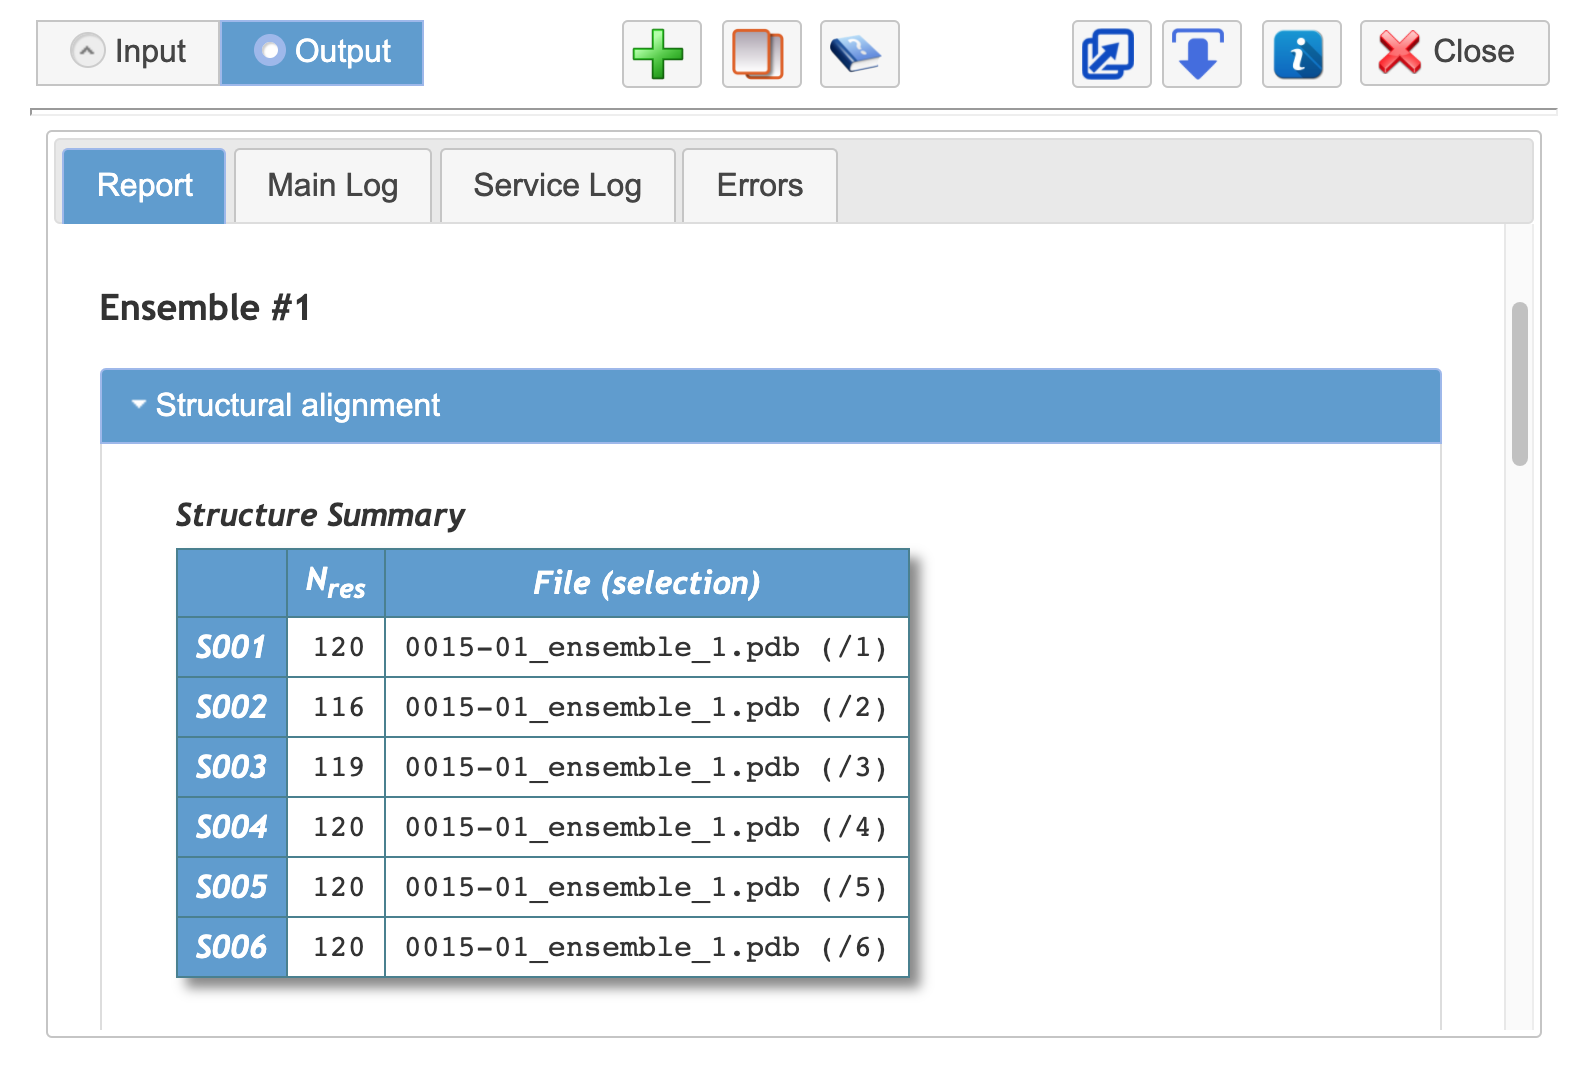 Input Output Close
Report Main Log Service Log Errors
Ensemble #1
Structural alignment
Structure Summary
Nres File (selection)
S001 120 0015-01_ensemble_1.pdb (/1)
S002 116 0015-01_ensemble_1.pdb (/2)
S003 119 0015-01_ensemble_1.pdb (/3)
S004 120 0015-01_ensemble_1.pdb (/4)
S005 120 0015-01_ensemble_1.pdb (/5)
S006 120 0015-01_ensemble_1.pdb (/6)